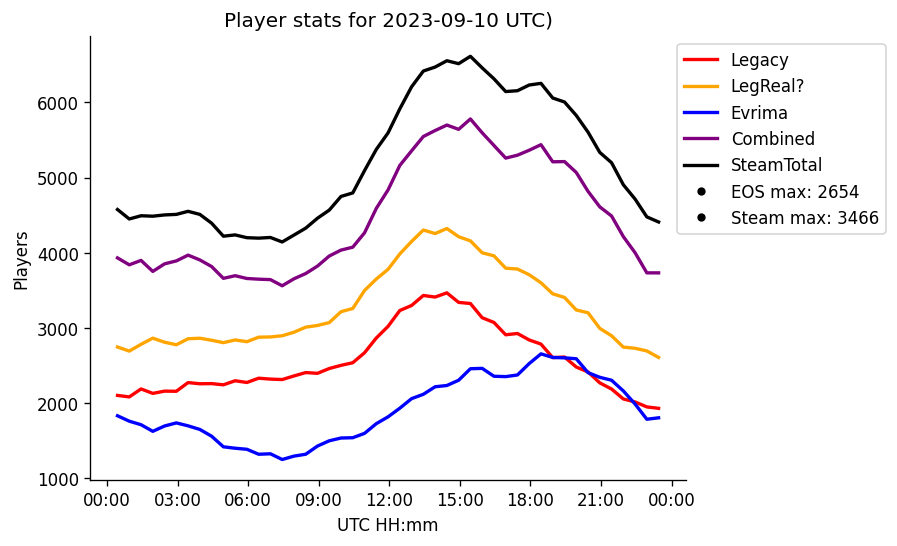 Player stats for 2023-09-10 UTC)
Legacy
LegReal?
Evrima
Combined
SteamTotal
EOS max: 2654
Steam max: 3466
Players
6000
5000
4000
3000
2000
1000
00:00 03:00 06:00 09:00 12:00 15:00 18:00 21:00 00:00
UTC HH:mm